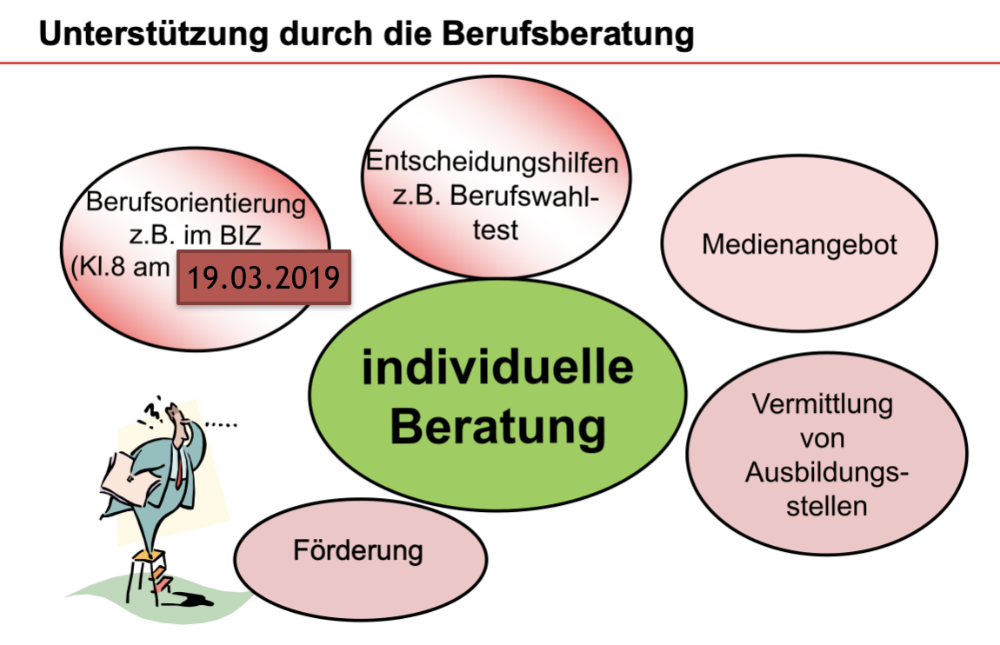 Unterstützung durch die Berufsberatung
Entscheidungshilfen
z.B. Berufswahl-
test
Berufsorientierung
z.B. im BIZ
(Kl.8 am
19.03.2019
Medienangebot
individuelle
Beratung
Vermittlung
von
Ausbildungs-
stellen
Förderung